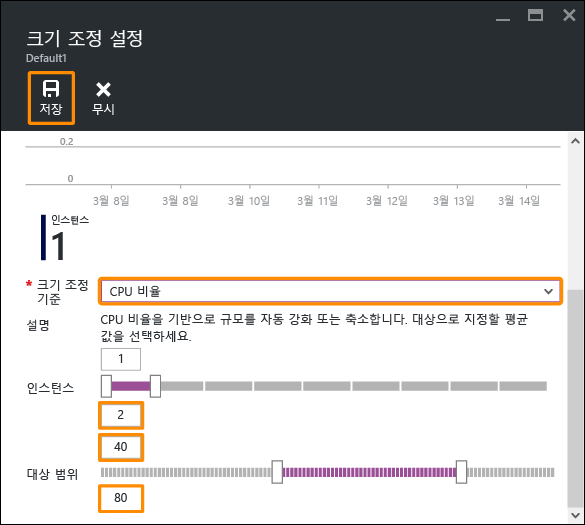 크기 조정 설정
Default1
저장 무시
0.2
0
3월 8일 3월 8일 3월 10일 3월 11일 3월 12일 3월 13일 3월 14일
인스턴스
1
* 크기 조정 기준
CPU 비율
설명
CPU 비율을 기반으로 규모를 자동 강화 또는 축소합니다. 대상으로 지정할 평균
값을 선택하세요.
1
인스턴스
2
40
대상 범위
80